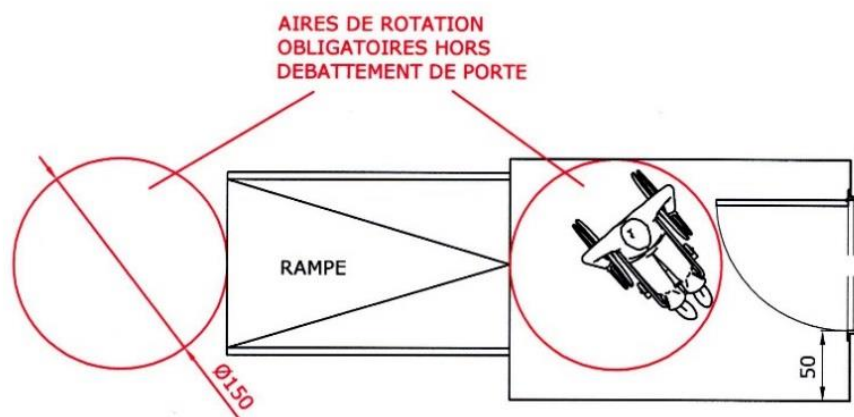 AIRES DE ROTATION
OBLIGATOIRES HORS
DEBATTEMENT DE PORTE
RAMPE
Ø150
50